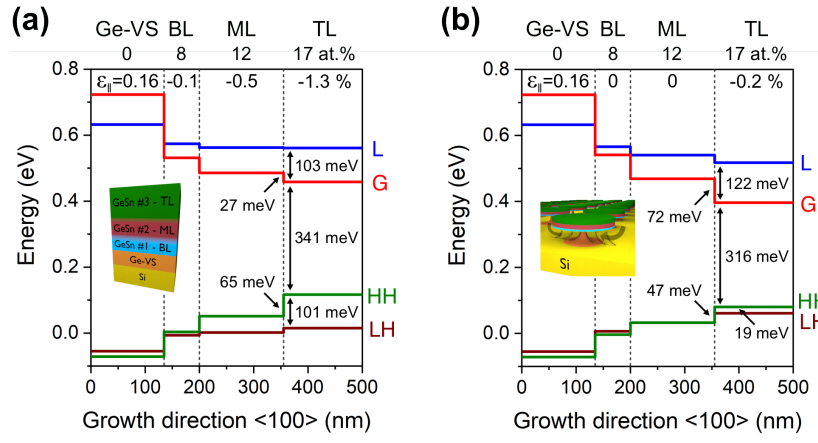 (a)
Ge-VS BL ML TL
0 8 12 17 at.%
ε||=0.16 -0.1 -0.5 -1.3 %
0.8
0.6
0.4
0.2
0.0
Energy (eV)
L
103 meV
G
27 meV
341 meV
65 meV
HH
101 meV
LH
GeSn #3 - TL
GeSn #2 - ML
GeSn #1 - BL
Ge-VS
Si
0 100 200 300 400 500
Growth direction <100> (nm)
(b)
Ge-VS BL ML TL
0 8 12 17 at.%
ε||=0.16 0 0 -0.2 %
0.8
0.6
0.4
0.2
0.0
Energy (eV)
L
122 meV
G
72 meV
316 meV
47 meV
HH
19 meV
LH
Si
0 100 200 300 400 500
Growth direction <100> (nm)